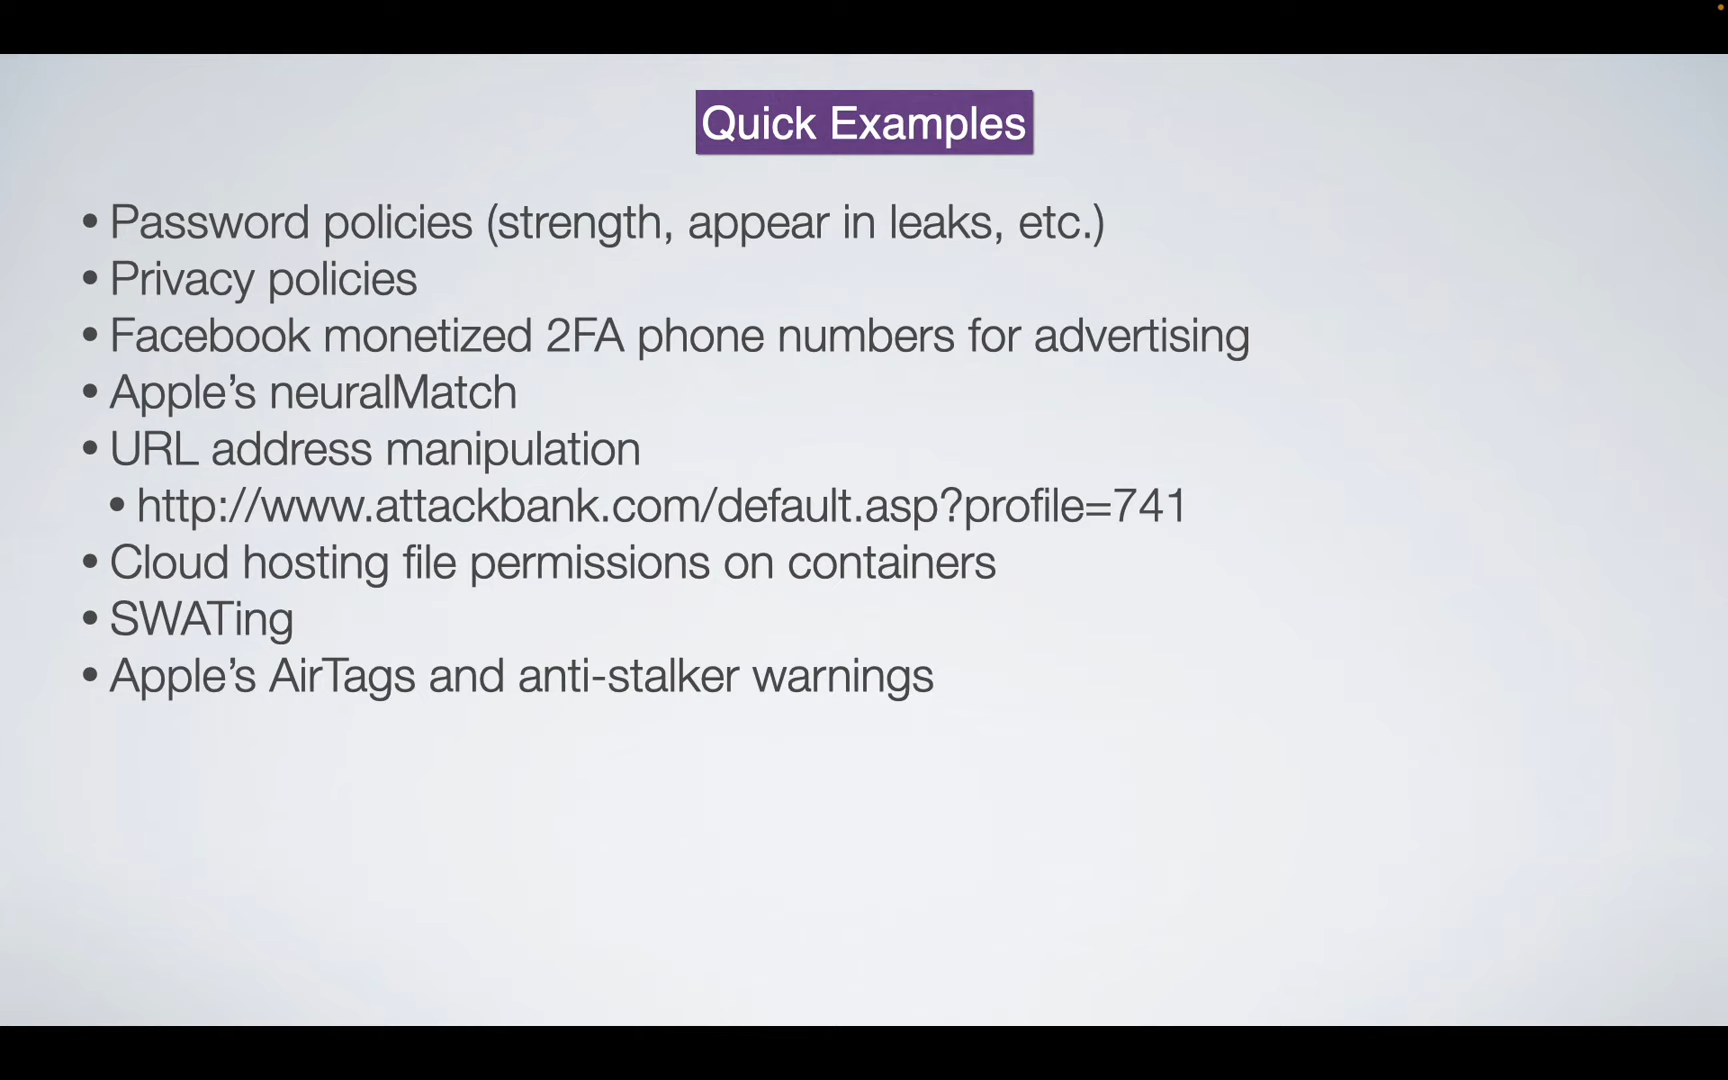 Quick Examples
• Password policies (strength, appear in leaks, etc.)
• Privacy policies
• Facebook monetized 2FA phone numbers for advertising
• Apple’s neuralMatch
• URL address manipulation
• http://www.attackbank.com/default.asp?profile=741
• Cloud hosting file permissions on containers
• SWATing
• Apple’s AirTags and anti-stalker warnings